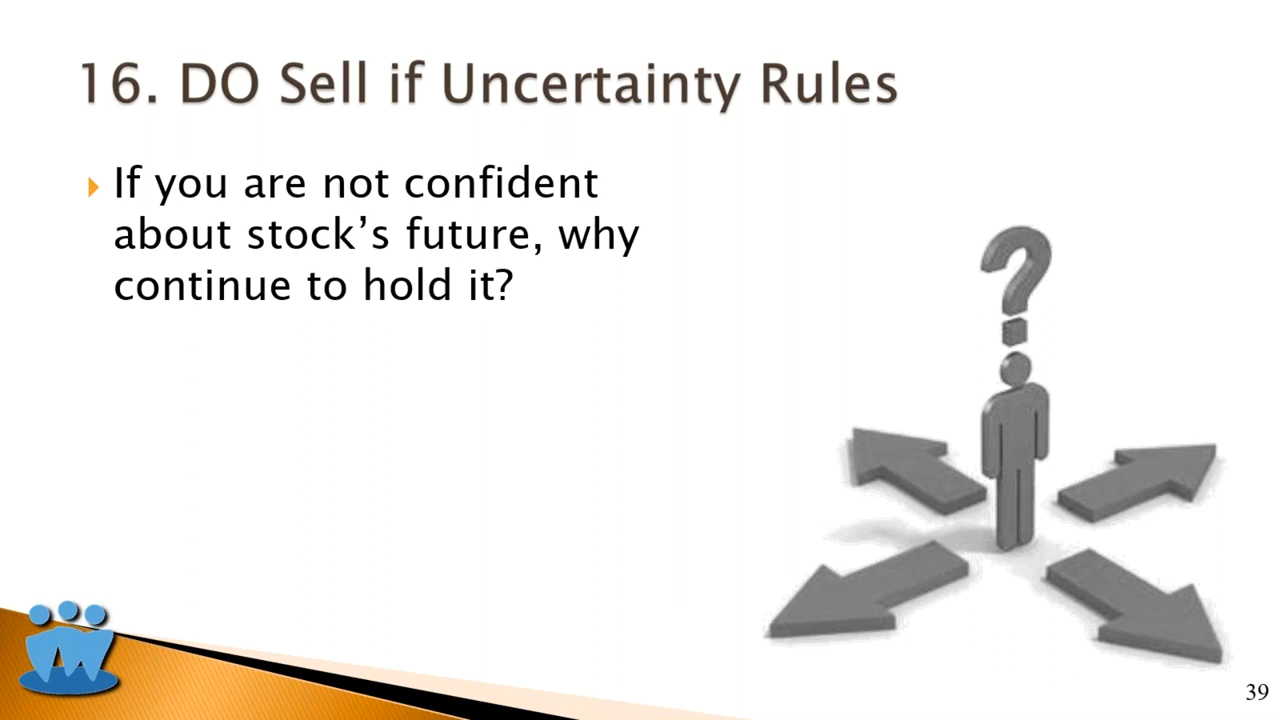 16. DO Sell if Uncertainty Rules
If you are not confident
about stock’s future, why
continue to hold it?
?
39